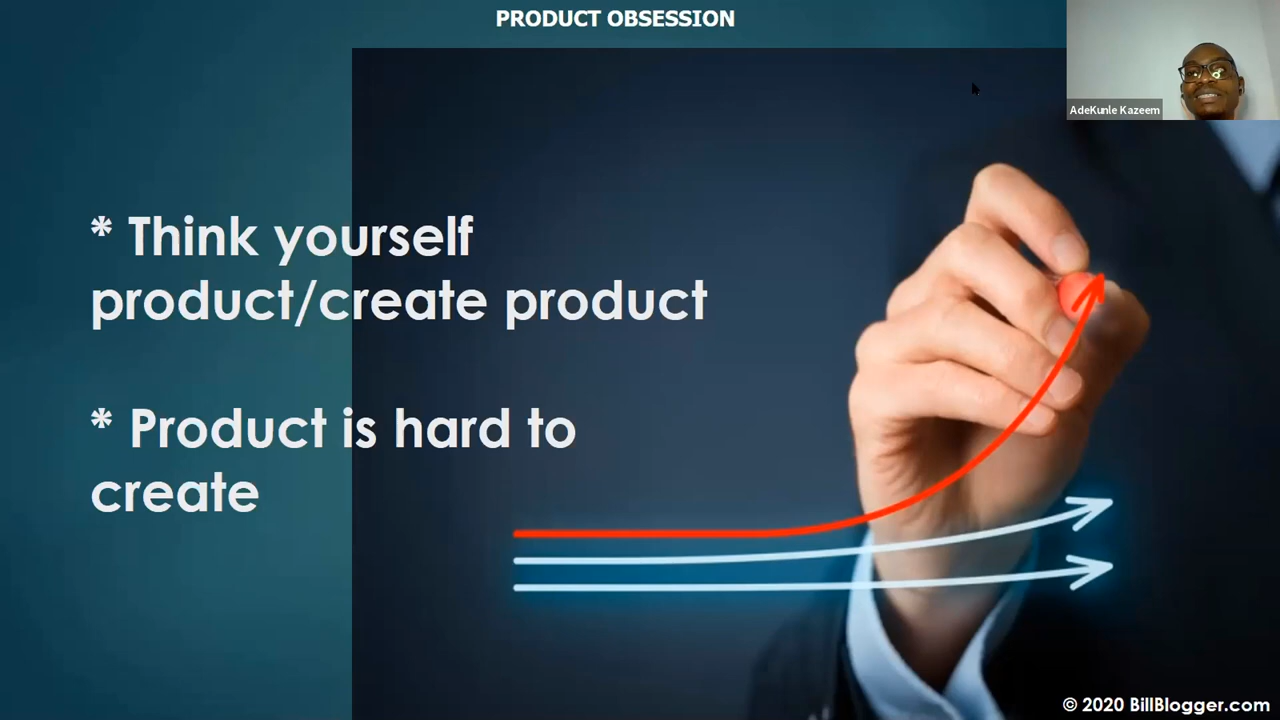 PRODUCT OBSESSION
AdeKunle Kazeem
* Think yourself
product/create product
* Product is hard to
create
© 2020 BillBlogger.com